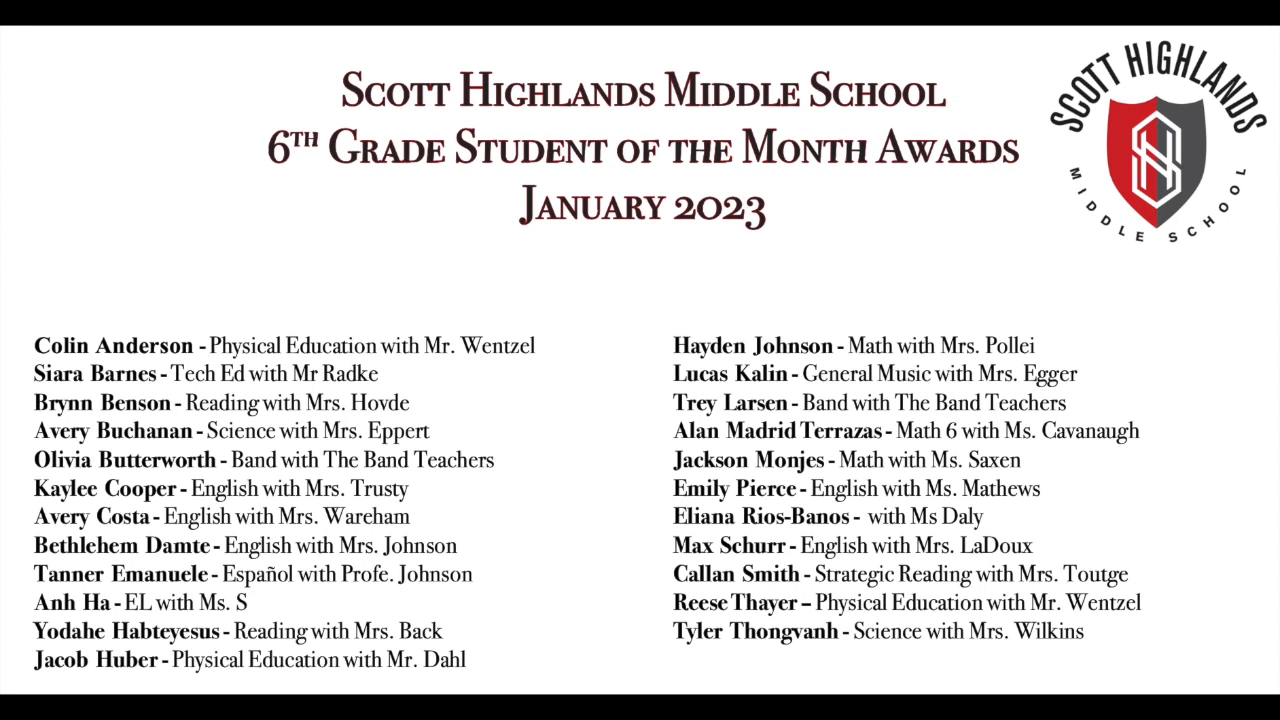 Scott Highlands Middle School
6th Grade Student of the Month Awards
January 2023
SCOTT HIGHLANDS
MIDDLE SCHOOL
Colin Anderson - Physical Education with Mr. Wentzel
Siara Barnes - Tech Ed with Mr Radke
Brynn Benson - Reading with Mrs. Hovde
Avery Buchanan - Science with Mrs. Eppert
Olivia Butterworth - Band with The Band Teachers
Kaylee Cooper - English with Mrs. Trusty
Avery Costa - English with Mrs. Wareham
Bethlehem Damte - English with Mrs. Johnson
Tanner Emanuele - Español with Profe. Johnson
Anh Ha - EL with Ms. S
Yodahe Habteyesus - Reading with Mrs. Back
Jacob Huber - Physical Education with Mr. Dahl
Hayden Johnson - Math with Mrs. Pollei
Lucas Kalin - General Music with Mrs. Egger
Trey Larsen - Band with The Band Teachers
Alan Madrid Terrazas - Math 6 with Ms. Cavanaugh
Jackson Monjes - Math with Ms. Saxen
Emily Pierce - English with Ms. Mathews
Eliana Rios-Banos - with Ms Daly
Max Schurr - English with Mrs. LaDoux
Callan Smith - Strategic Reading with Mrs. Toutge
Reese Thayer – Physical Education with Mr. Wentzel
Tyler Thongvanh - Science with Mrs. Wilkins